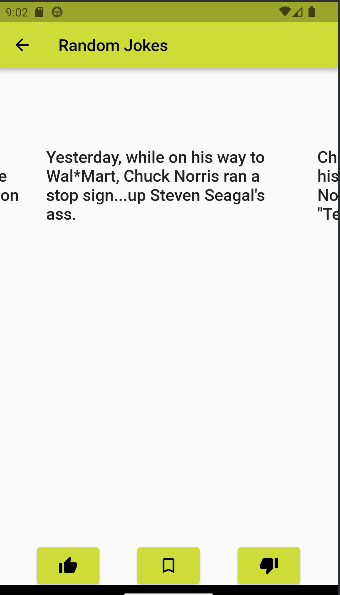 9:02
Random Jokes
Yesterday, while on his way to
Wal*Mart, Chuck Norris ran a
stop sign...up Steven Seagal's
ass.
e
on
Ch
his
No
"Te